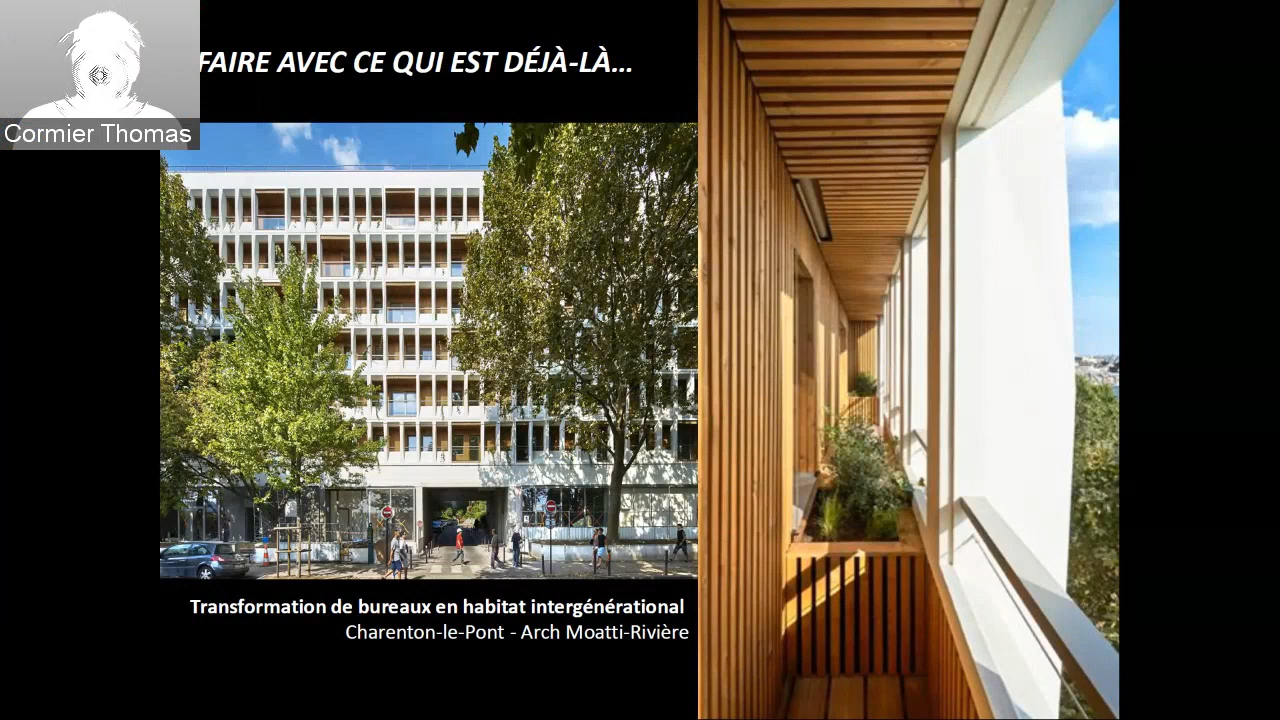 FAIRE AVEC CE QUI EST DÉJÀ-LÀ...
Cormier Thomas
Transformation de bureaux en habitat intergénérational
Charenton-le-Pont - Arch Moatti-Rivière